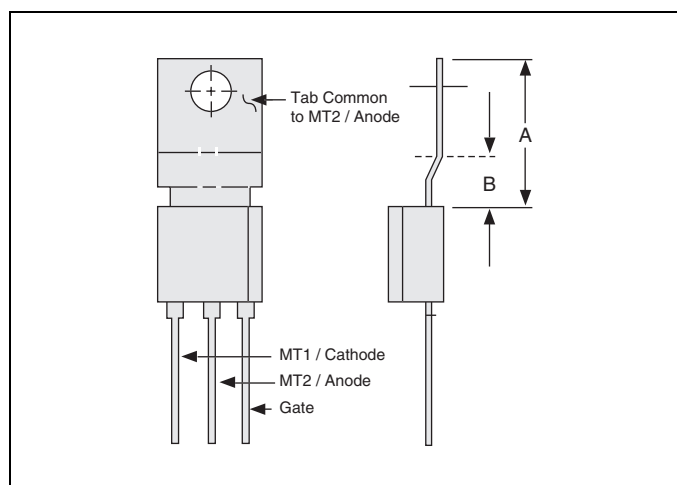 Tab Common
to MT2 / Anode
A
B
MT1 / Cathode
MT2 / Anode
Gate